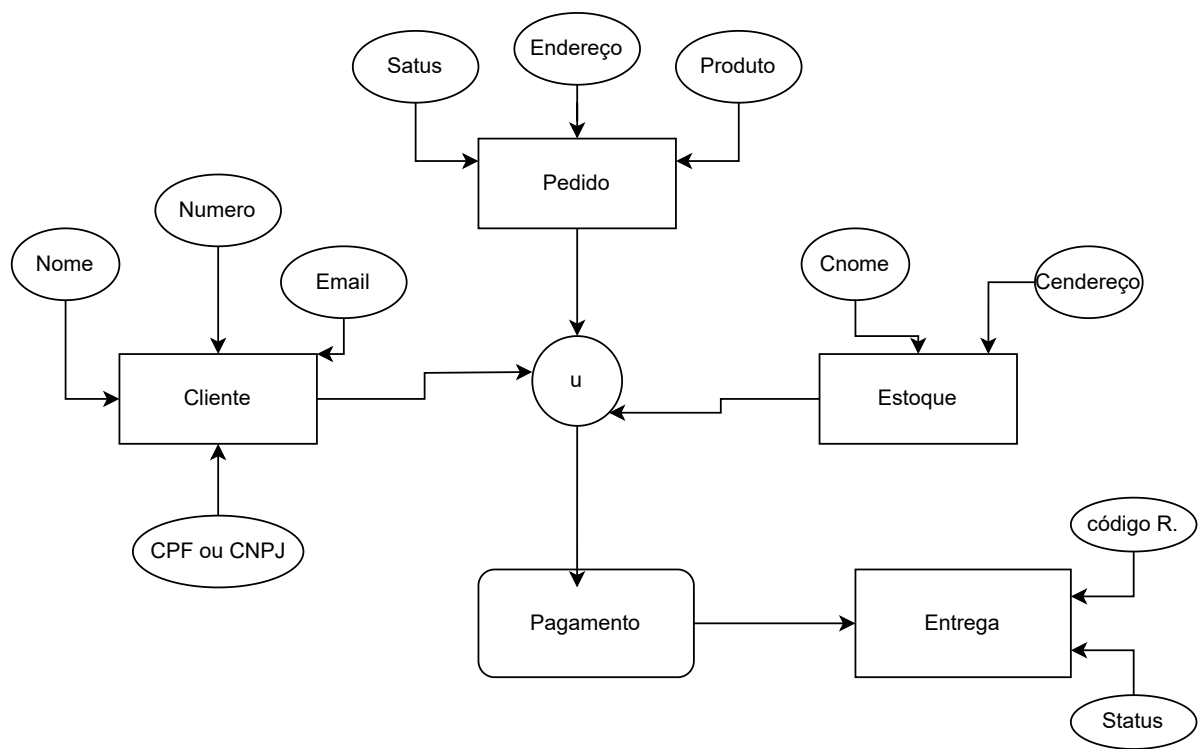 Satus
Endereço
Produto
Pedido
Numero
Nome
Email
Cnome
Cendereço
Cliente
u
Estoque
CPF ou CNPJ
código R.
Pagamento
Entrega
Status